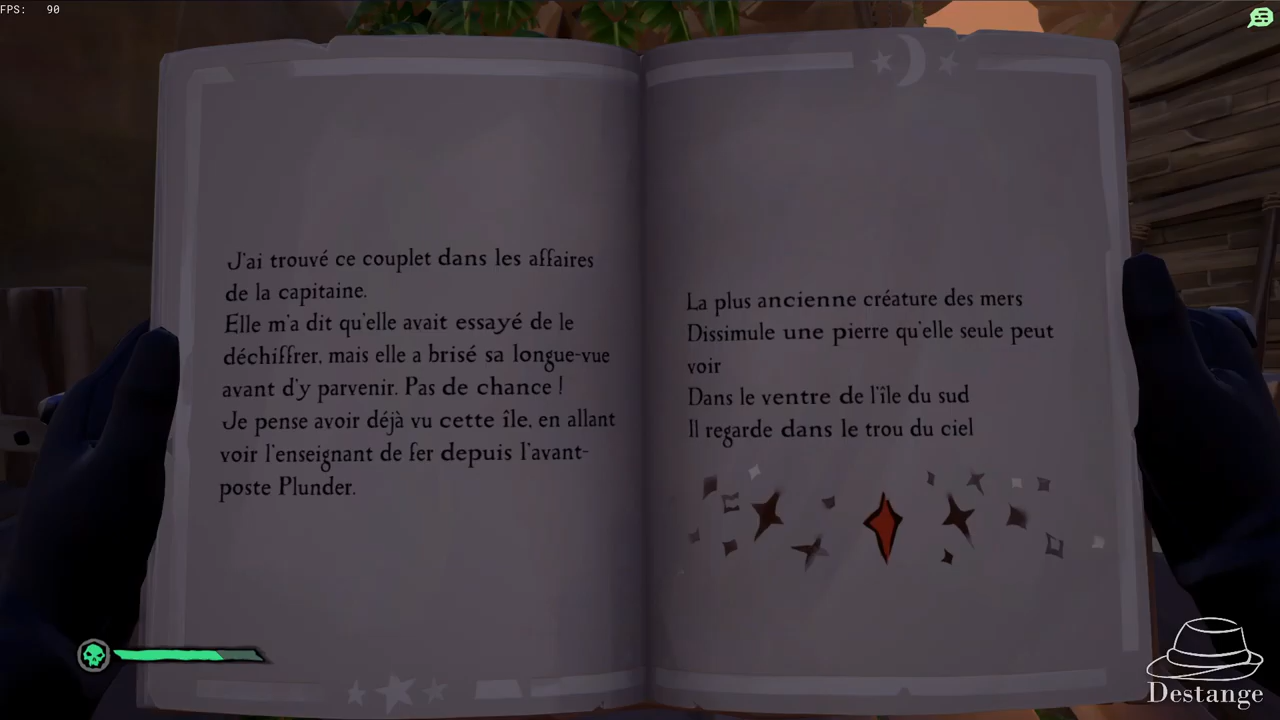 FPS: 90
J'ai trouvé ce couplet dans les affaires
de la capitaine.
Elle m'a dit qu'elle avait essayé de le
déchiffrer, mais elle a brisé sa longue-vue
avant d'y parvenir. Pas de chance !
Je pense avoir déjà vu cette île, en allant
voir l'enseignant de fer depuis l'avant-
poste Plunder.
La plus ancienne créature des mers
Dissimule une pierre qu'elle seule peut
voir
Dans le ventre de l'île du sud
Il regarde dans le trou du ciel
Destange